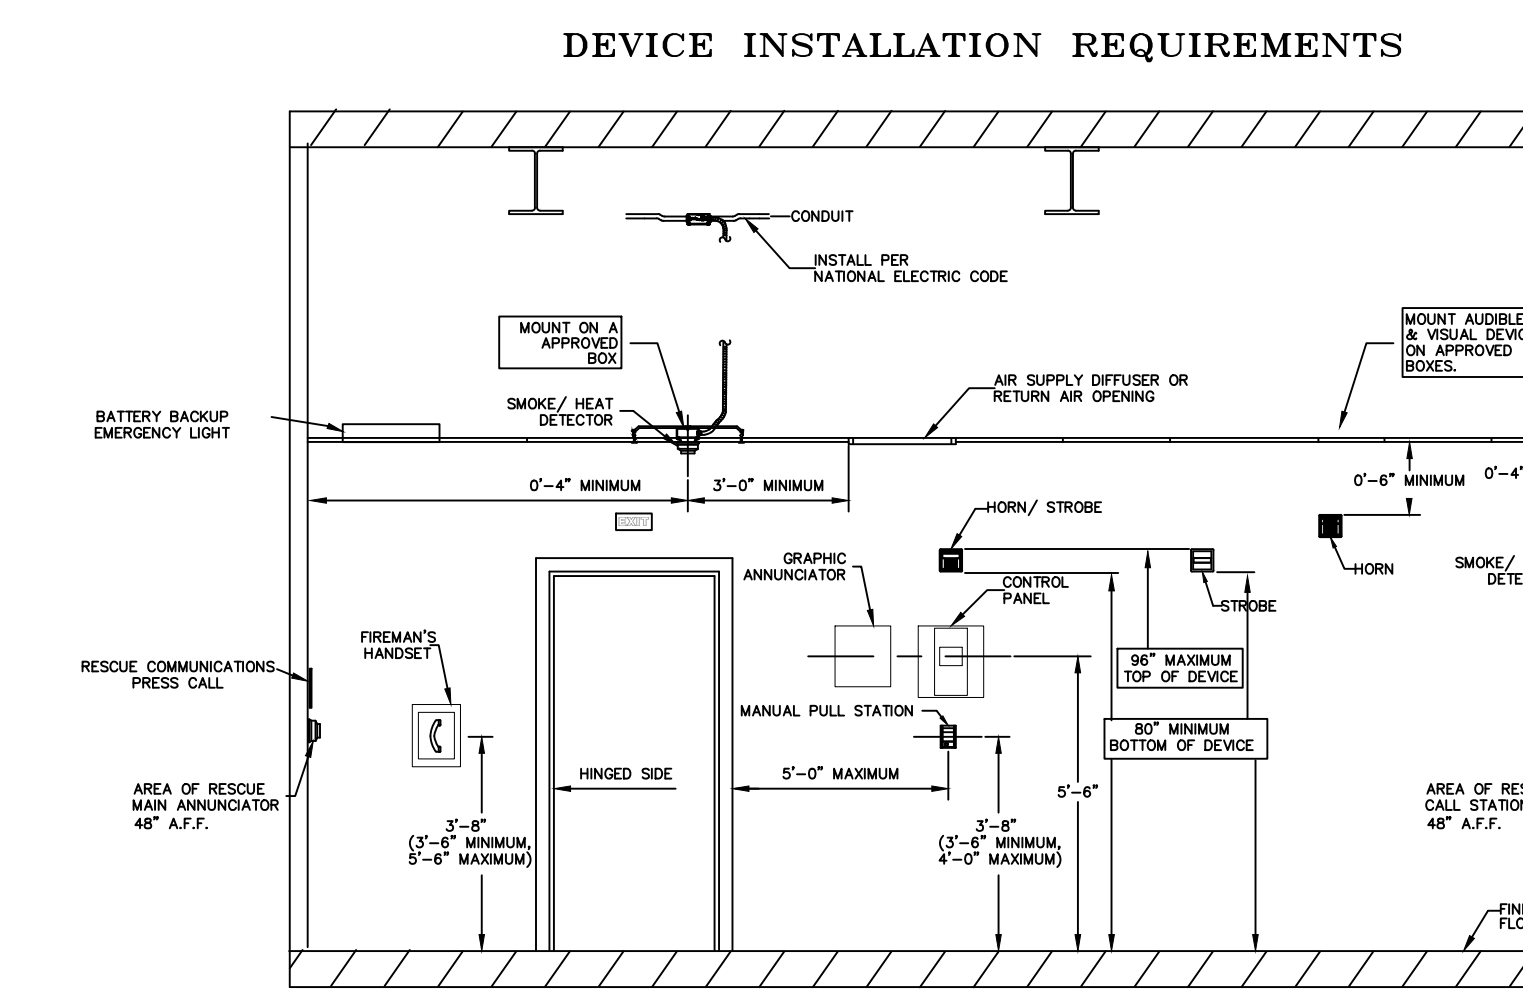 DEVICE INSTALLATION REQUIREMENTS
CONDUIT
INSTALL PER
NATIONAL ELECTRIC CODE
MOUNT ON A
APPROVED
BOX
MOUNT AUDIBLE
& VISUAL
ON APPROVED
BOXES.
AIR SUPPLY DIFFUSER OR
RETURN AIR OPENING
SMOKE/ HEAT
DETECTOR
BATTERY BACKUP
EMERGENCY LIGHT
0'-4" MINIMUM
3'-0" MINIMUM
0'-6" MINIMUM
0'-4"
EXIT
HORN/ STROBE
GRAPHIC
ANNUNCIATOR
CONTROL
PANEL
HORN
SMOKE/
STROBE
FIREMAN'S
HANDSET
RESCUE COMMUNICATIONS
PRESS CALL
96" MAXIMUM
TOP OF DEVICE
MANUAL PULL STATION
80" MINIMUM
BOTTOM OF DEVICE
HINGED SIDE
5'-0" MAXIMUM
5'-6"
AREA OF RESCUE
MAIN ANNUNCIATOR
48" A.F.F.
3'-8"
(3'-6" MINIMUM,
5'-6" MAXIMUM)
3'-8"
(3'-6" MINIMUM,
4'-0" MAXIMUM)
AREA OF
CALL STATION
48" A.F.F.